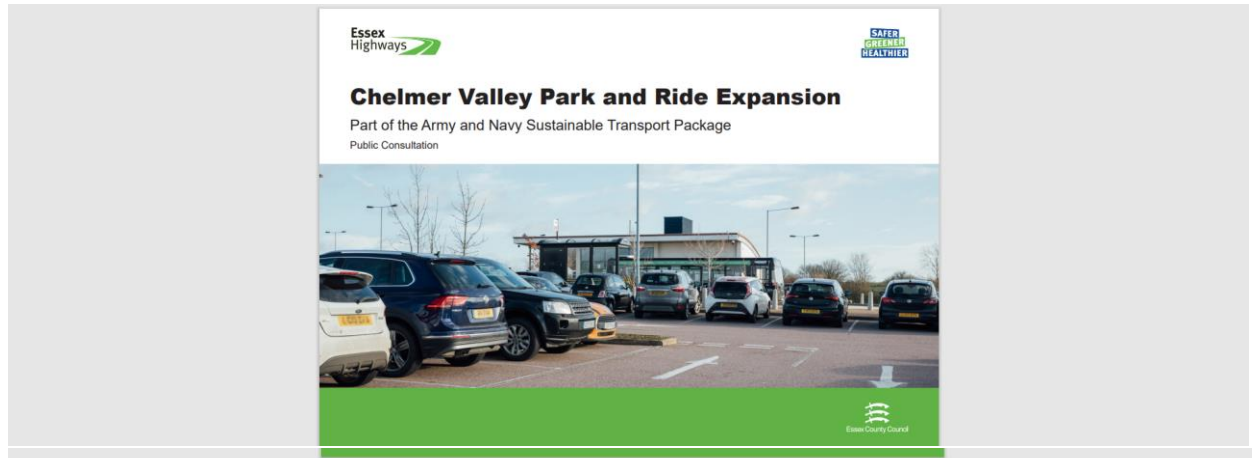 Essex
Highways
SAFER
GREENER
HEALTHIER
Chelmer Valley Park and Ride Expansion
Part of the Army and Navy Sustainable Transport Package
Public Consultation
Essex County Council